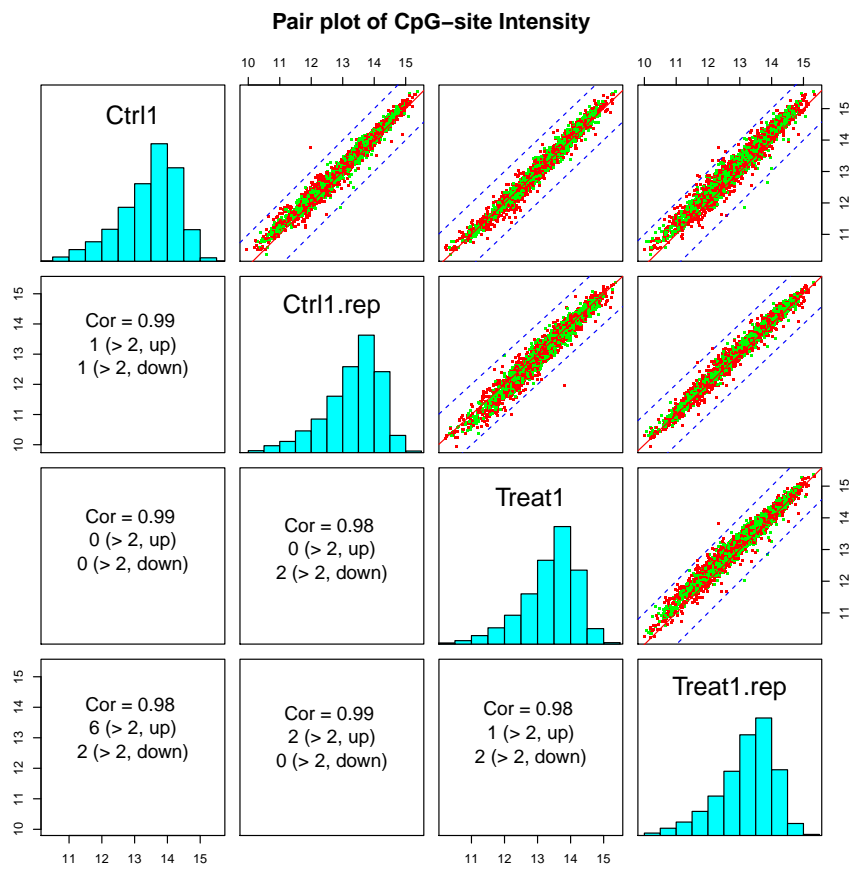 Pair plot of CpG−site Intensity
10 11 12 13 14 15
10 11 12 13 14 15
Ctrl1
11 12 13 14 15
Cor = 0.99
1 (> 2, up)
1 (> 2, down)
Ctrl1.rep
10 11 12 13 14 15
Cor = 0.99
0 (> 2, up)
0 (> 2, down)
Cor = 0.98
0 (> 2, up)
2 (> 2, down)
Treat1
11 12 13 14 15
Cor = 0.98
6 (> 2, up)
2 (> 2, down)
Cor = 0.99
2 (> 2, up)
0 (> 2, down)
Cor = 0.98
1 (> 2, up)
2 (> 2, down)
Treat1.rep
10 11 12 13 14 15
11 12 13 14 15
11 12 13 14 15